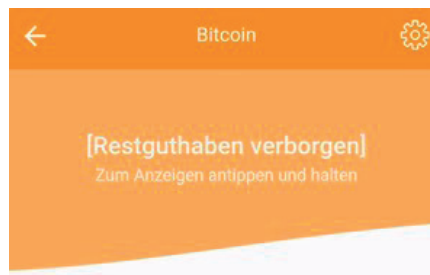 Bitcoin
[Restguthaben verborgen]
Zum Anzeigen antippen und halten